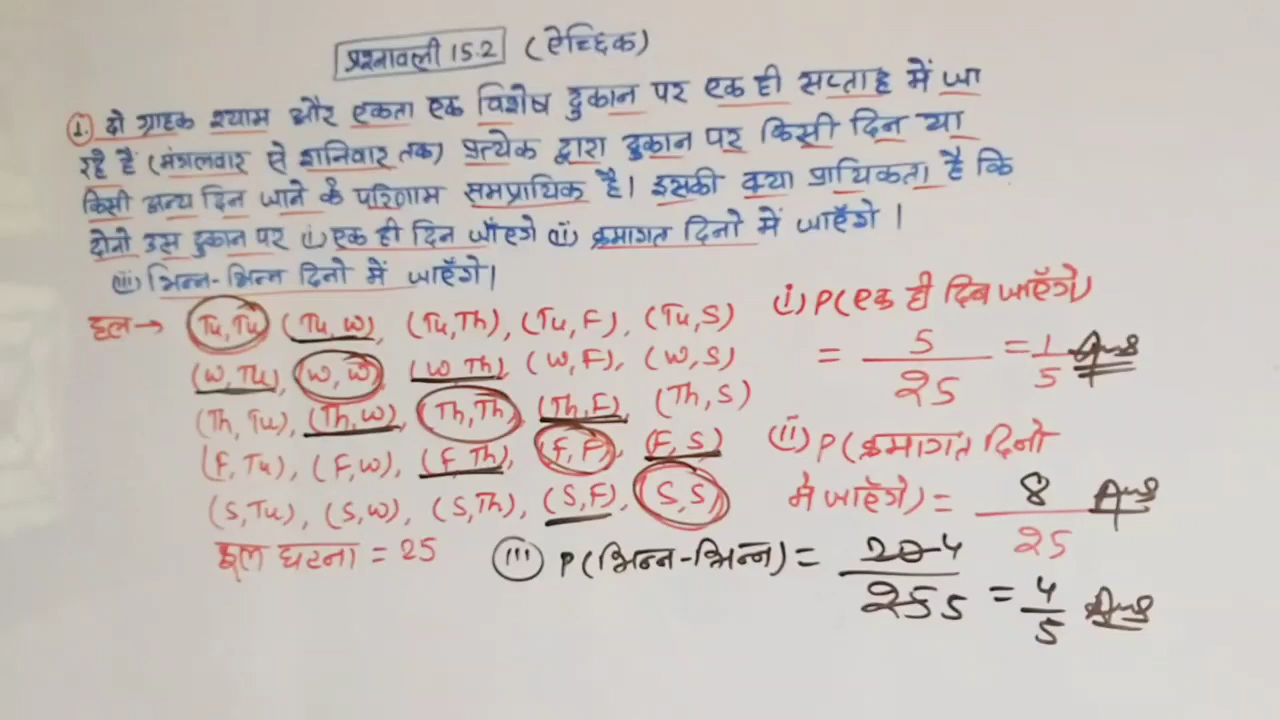 प्रश्नावली 15.2 (ऐच्छिक)
1. दो ग्राहक श्याम और एकता एक विशेष दुकान पर एक ही सप्ताह में जा
रहे हैं (मंगलवार से शनिवार तक) प्रत्येक द्वारा दुकान पर किसी दिन या
किसी अन्य दिन जाने के परिणाम समप्रायिक है। इसकी क्या प्रायिकता है कि
दोनो उस दुकान पर (i) एक ही दिन जाँएगे (ii) क्रमागत दिनो में जाएँगे।
(iii) भिन्न-भिन्न दिनो में जाएँगे।
हल → (Tu, Tu) (Tu, W), (Tu, Th), (Tu, F), (Tu, S)
(W, Tu), (W, W), (W, Th), (W, F), (W, S)
(Th, Tu), (Th, W), (Th, Th), (Th, F), (Th, S)
(F, Tu), (F, W), (F, Th), (F, F), (F, S)
(S, Tu), (S, W), (S, Th), (S, F), (S, S)
कुल घटना = 25
(i) P(एक ही दिन जाएँगे)
= 5/25 = 1/5 Ans
(ii) P(क्रमागत दिनो
में जाएँगे) = 8/25 Ans
(iii) P(भिन्न-भिन्न) = 20 4/25 5 = 4/5 Ans